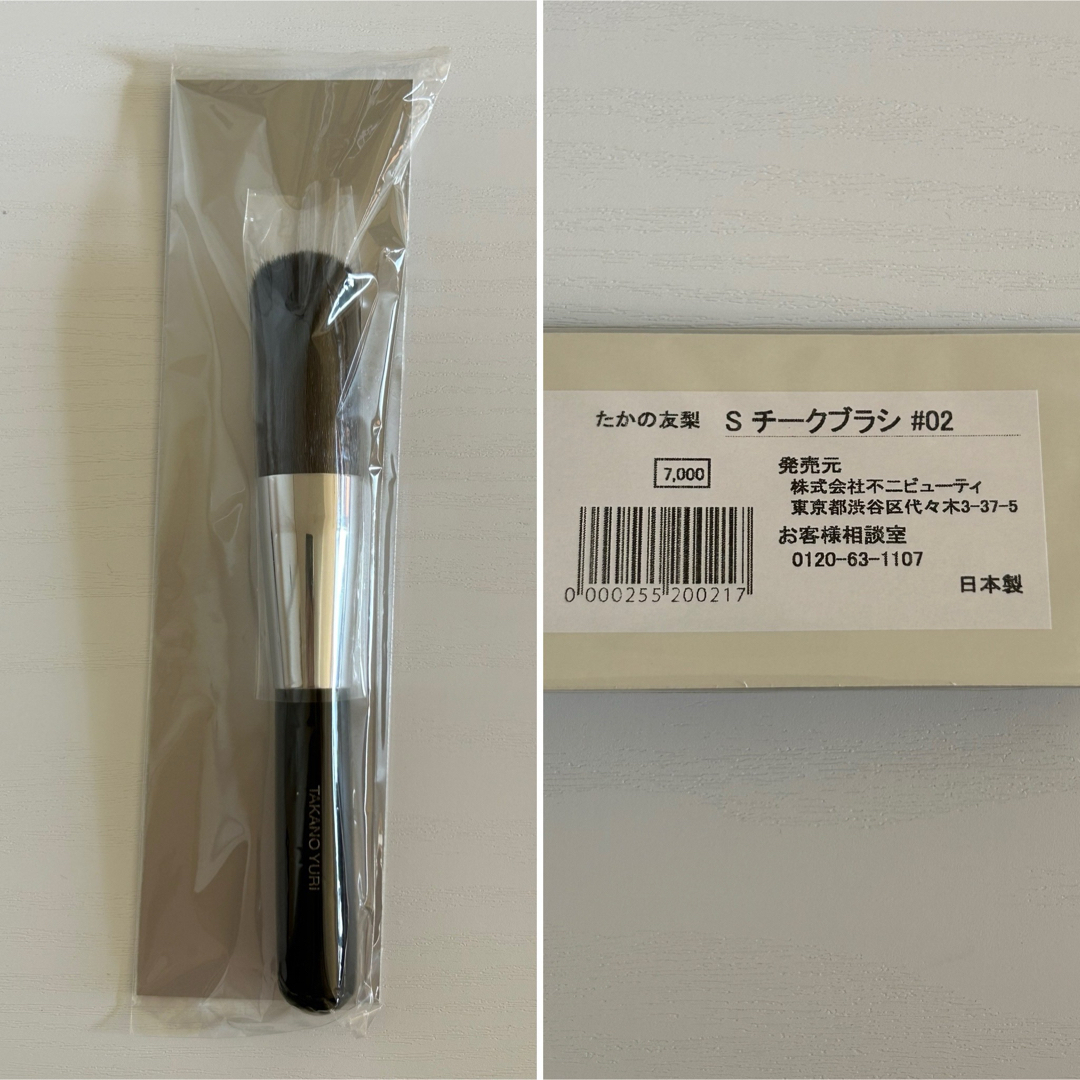 TAKANO YURi
たかの友梨 S チークブラシ #02
7,000
発売元
株式会社不二ビューティ
東京都渋谷区代々木3-37-5
お客様相談室
0120-63-1107
0 000255 200217
日本製